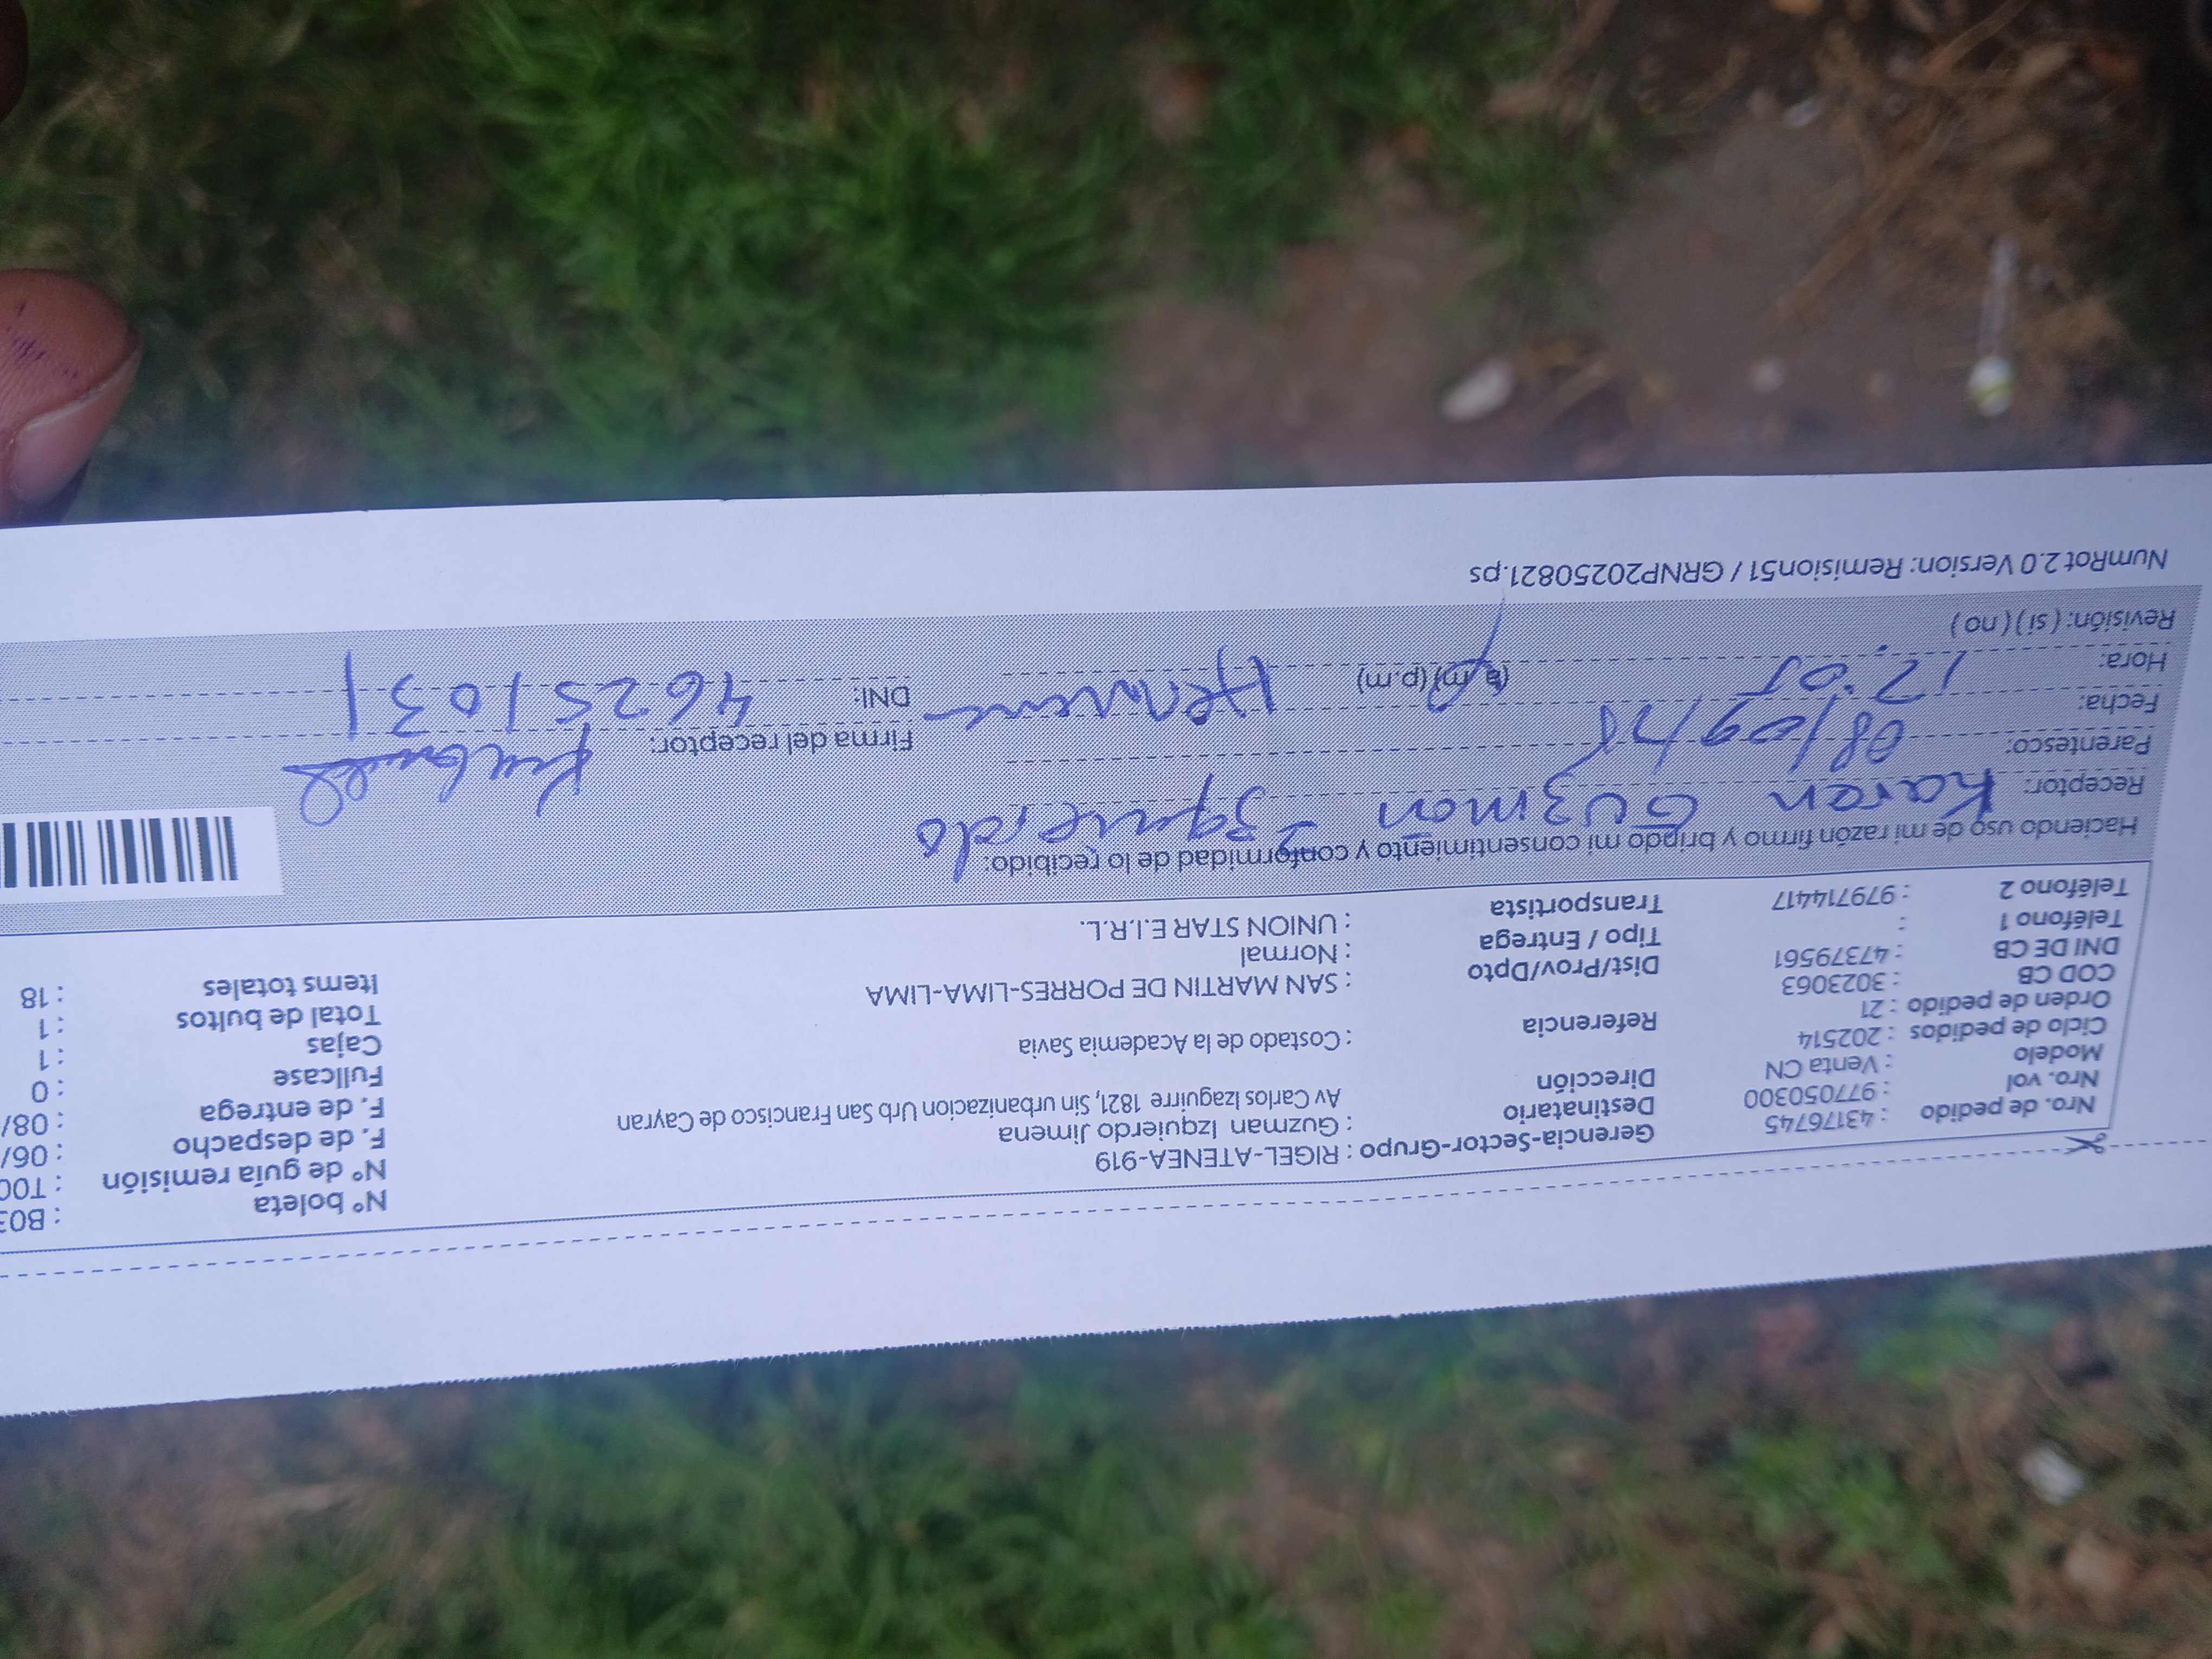 Nro. de pedido : 43176745
Nro. vol : 977050300
Modelo : Venta CN
Ciclo de pedidos : 202514
Orden de pedido : 21
COD CB : 3023063
DNI DE CB : 47379561
Teléfono 1 :
Teléfono 2 : 979714417
Gerencia-Sector-Grupo : RIGEL-ATENEA-919
Destinatario : Guzman Izquierdo Jimena
Dirección Av Carlos Izaguirre 1821, Sin urbanizacion Urb San Francisco de Cayran
Referencia : Costado de la Academia Savia
Dist/Prov/Dpto : SAN MARTIN DE PORRES-LIMA-LIMA
Tipo / Entrega : Normal
Transportista : UNION STAR E.I.R.L.
N° boleta : B03
N° de guía remisión : T00
F. de despacho : 06/
F. de entrega : 08/
Fullcase : 0
Cajas : 1
Total de bultos : 1
Items totales : 18
Haciendo uso de mi razón firmo y brindo mi consentimiento y conformidad de lo recibido:
Receptor: Karen Guzman Izquierdo
Parentesco:
Fecha: 08/09/25
Hora: 12:05 (a.m) (p.m)
Revisión: (si) (no)
Hermana
Firma del receptor:
DNI: 46251031
NumRot 2.0 Version: Remision51 / GRNP20250821.ps